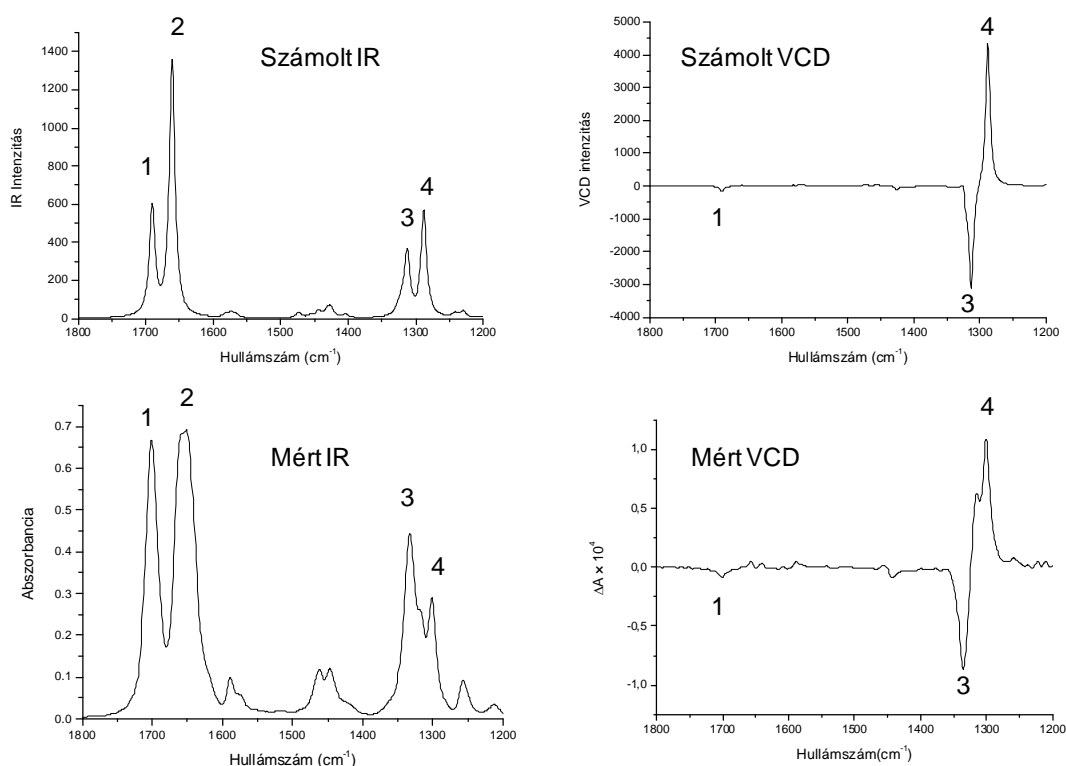 Számolt IR
1400
1200
1000
800
600
400
200
0
IR Intenzitás
1
2
3
4
1800 1700 1600 1500 1400 1300 1200
Hullámszám (cm-1)
Számolt VCD
5000
4000
3000
2000
1000
0
-1000
-2000
-3000
-4000
VCD intenzitás
4
1
3
1800 1700 1600 1500 1400 1300 1200
Hullámszám (cm-1)
Mért IR
0.7
0.6
0.5
0.4
0.3
0.2
0.1
0.0
Abszorbancia
1
2
3
4
1800 1700 1600 1500 1400 1300 1200
Hullámszám (cm-1)
Mért VCD
1,0
0,5
0,0
-0,5
-1,0
ΔA × 10^4
4
1
3
1800 1700 1600 1500 1400 1300 1200
Hullámszám(cm-1)